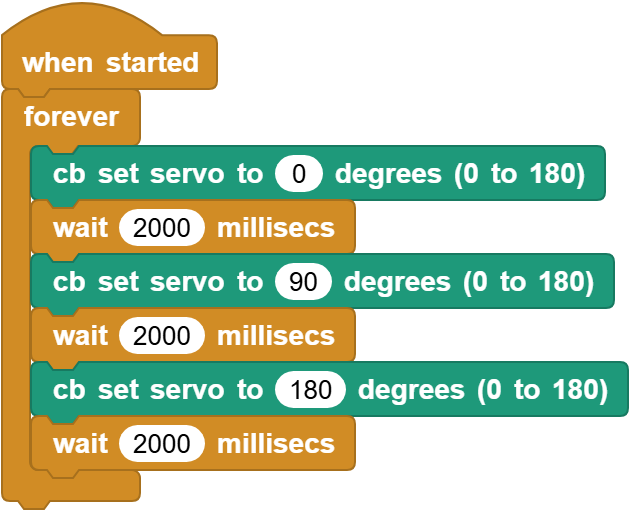 when started
forever
cb set servo to 0 degrees (0 to 180)
wait 2000 millisecs
cb set servo to 90 degrees (0 to 180)
wait 2000 millisecs
cb set servo to 180 degrees (0 to 180)
wait 2000 millisecs